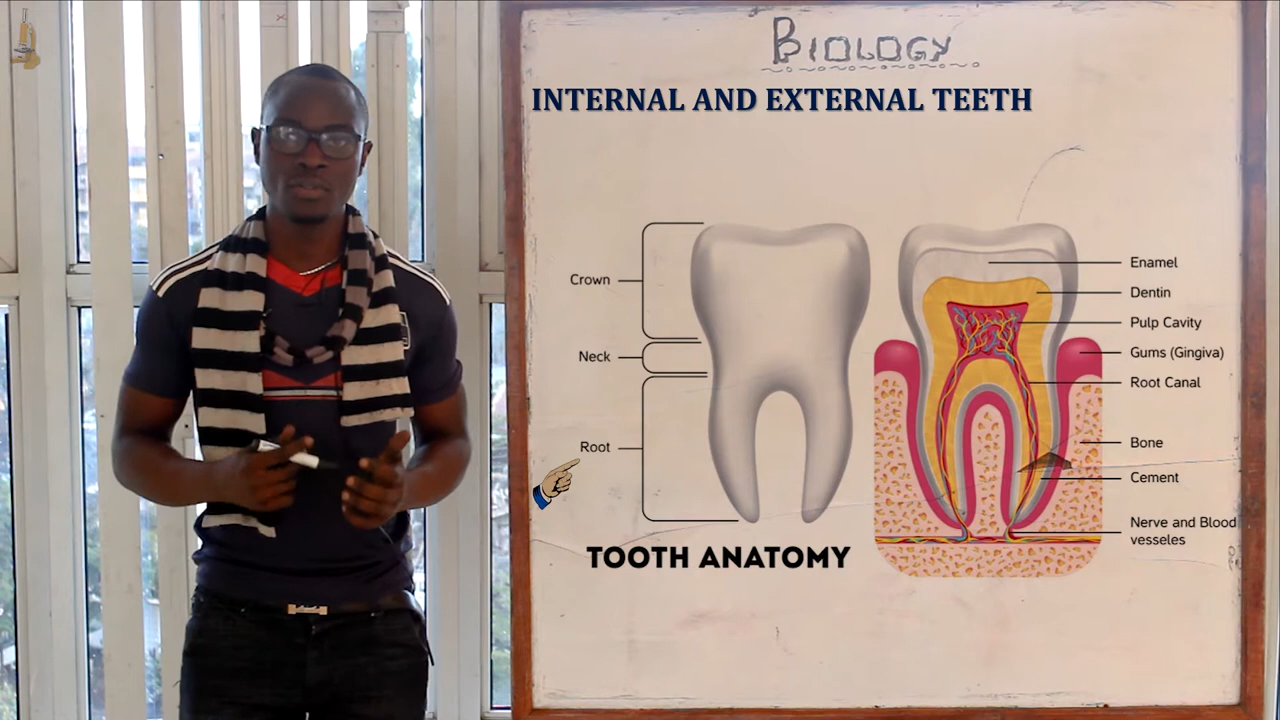 BIOLOGY
INTERNAL AND EXTERNAL TEETH
Crown
Neck
Root
Enamel
Dentin
Pulp Cavity
Gums (Gingiva)
Root Canal
Bone
Cement
Nerve and Blood
vesseles
TOOTH ANATOMY